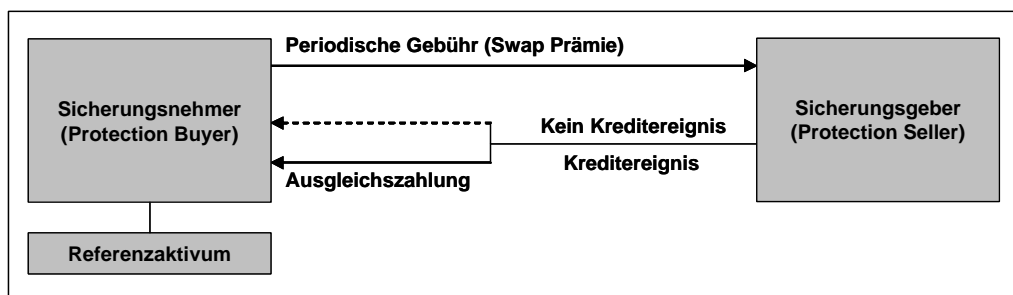 Periodische Gebühr (Swap Prämie)
Sicherungsnehmer
(Protection Buyer)
Sicherungsgeber
(Protection Seller)
Kein Kreditereignis
Kreditereignis
Ausgleichszahlung
Referenzaktivum